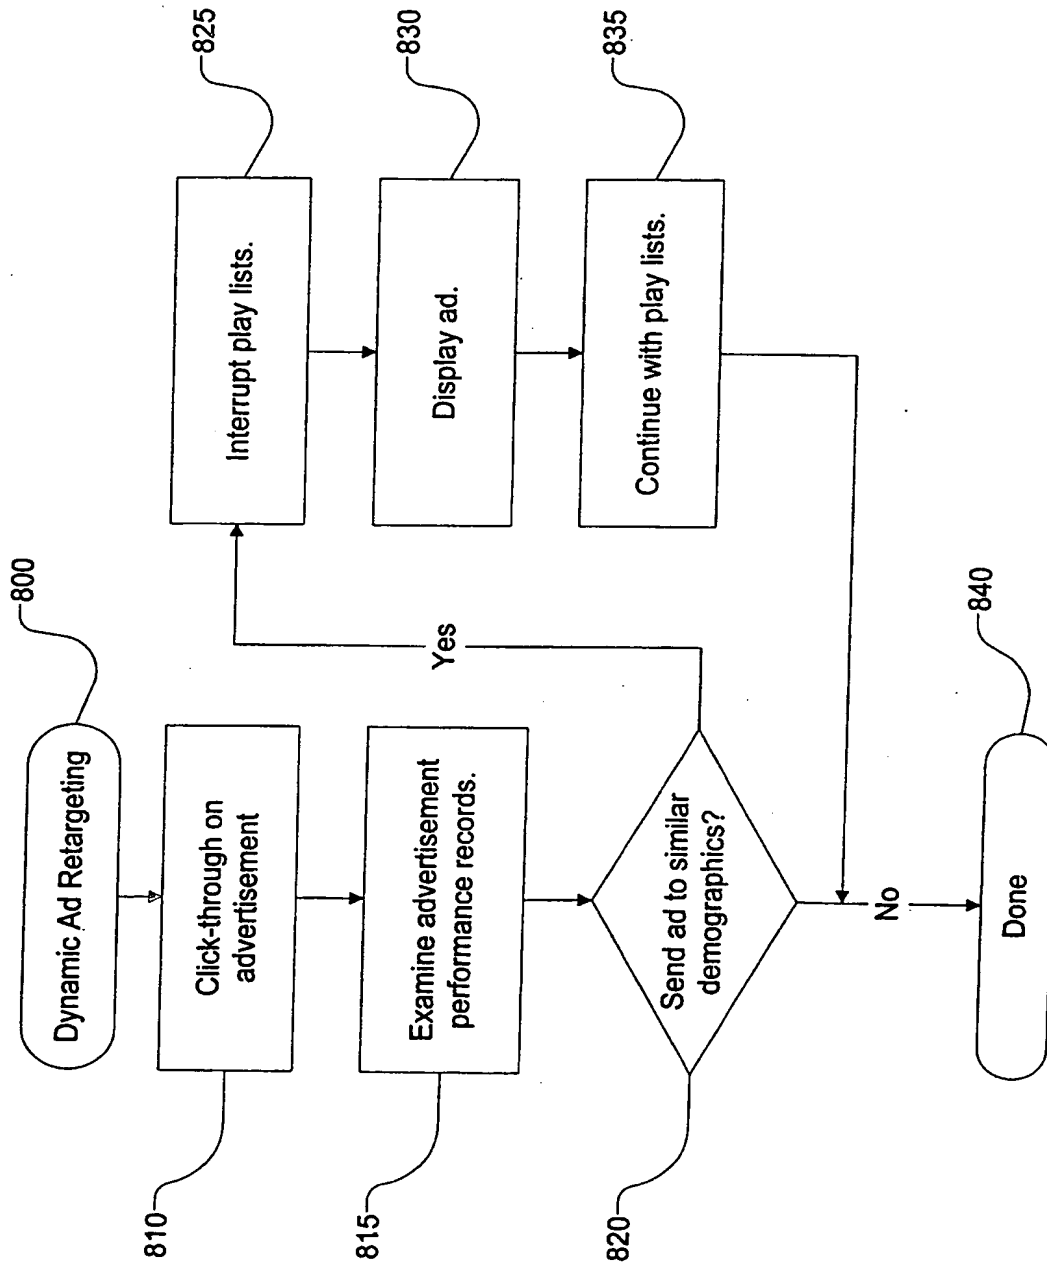 Dynamic Ad Retargeting
800
810
Click-through on
advertisement
815
Examine advertisement
performance records.
820
Send ad to similar
demographics?
Yes
No
825
Interrupt play lists.
830
Display ad.
835
Continue with play lists.
840
Done